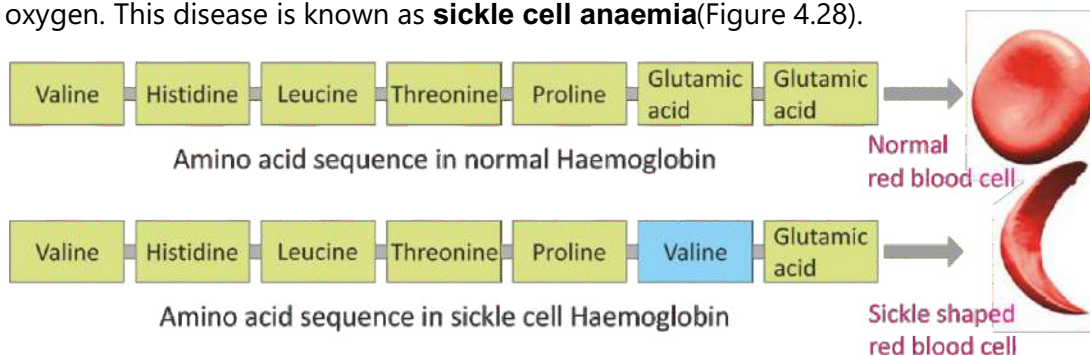 oxygen. This disease is known as sickle cell anaemia(Figure 4.28).
Valine Histidine Leucine Threonine Proline Glutamic acid Glutamic acid
Amino acid sequence in normal Haemoglobin
Normal
red blood cell
Valine Histidine Leucine Threonine Proline Valine Glutamic acid
Amino acid sequence in sickle cell Haemoglobin
Sickle shaped
red blood cell